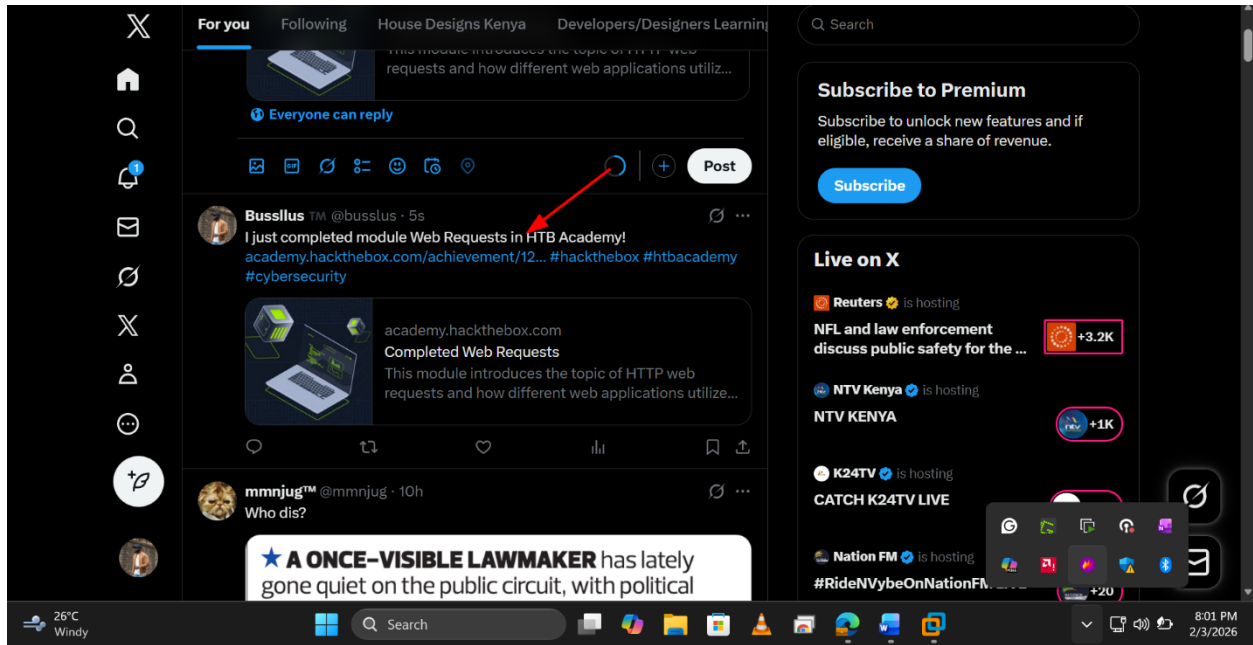 For you
Following
House Designs Kenya
Developers/Designers Learning
This module introduces the topic of HTTP web
requests and how different web applications utiliz...
Everyone can reply
GIF
Post
1
Bussllus TM @busslus · 5s
I just completed module Web Requests in HTB Academy!
academy.hackthebox.com/achievement/12... #hackthebox #htbacademy
#cybersecurity
academy.hackthebox.com
Completed Web Requests
This module introduces the topic of HTTP web
requests and how different web applications utilize...
mmnjug™ @mmnjug · 10h
Who dis?
★ A ONCE-VISIBLE LAWMAKER has lately
gone quiet on the public circuit, with political
Search
Subscribe to Premium
Subscribe to unlock new features and if
eligible, receive a share of revenue.
Subscribe
Live on X
Reuters is hosting
NFL and law enforcement
discuss public safety for the ...
+3.2K
NTV Kenya is hosting
NTV KENYA
ntv
+1K
K24TV is hosting
CATCH K24TV LIVE
Nation FM is hosting
#RideNVybeOnNationFM
+20
26°C
Windy
Search
8:01 PM
2/3/2026